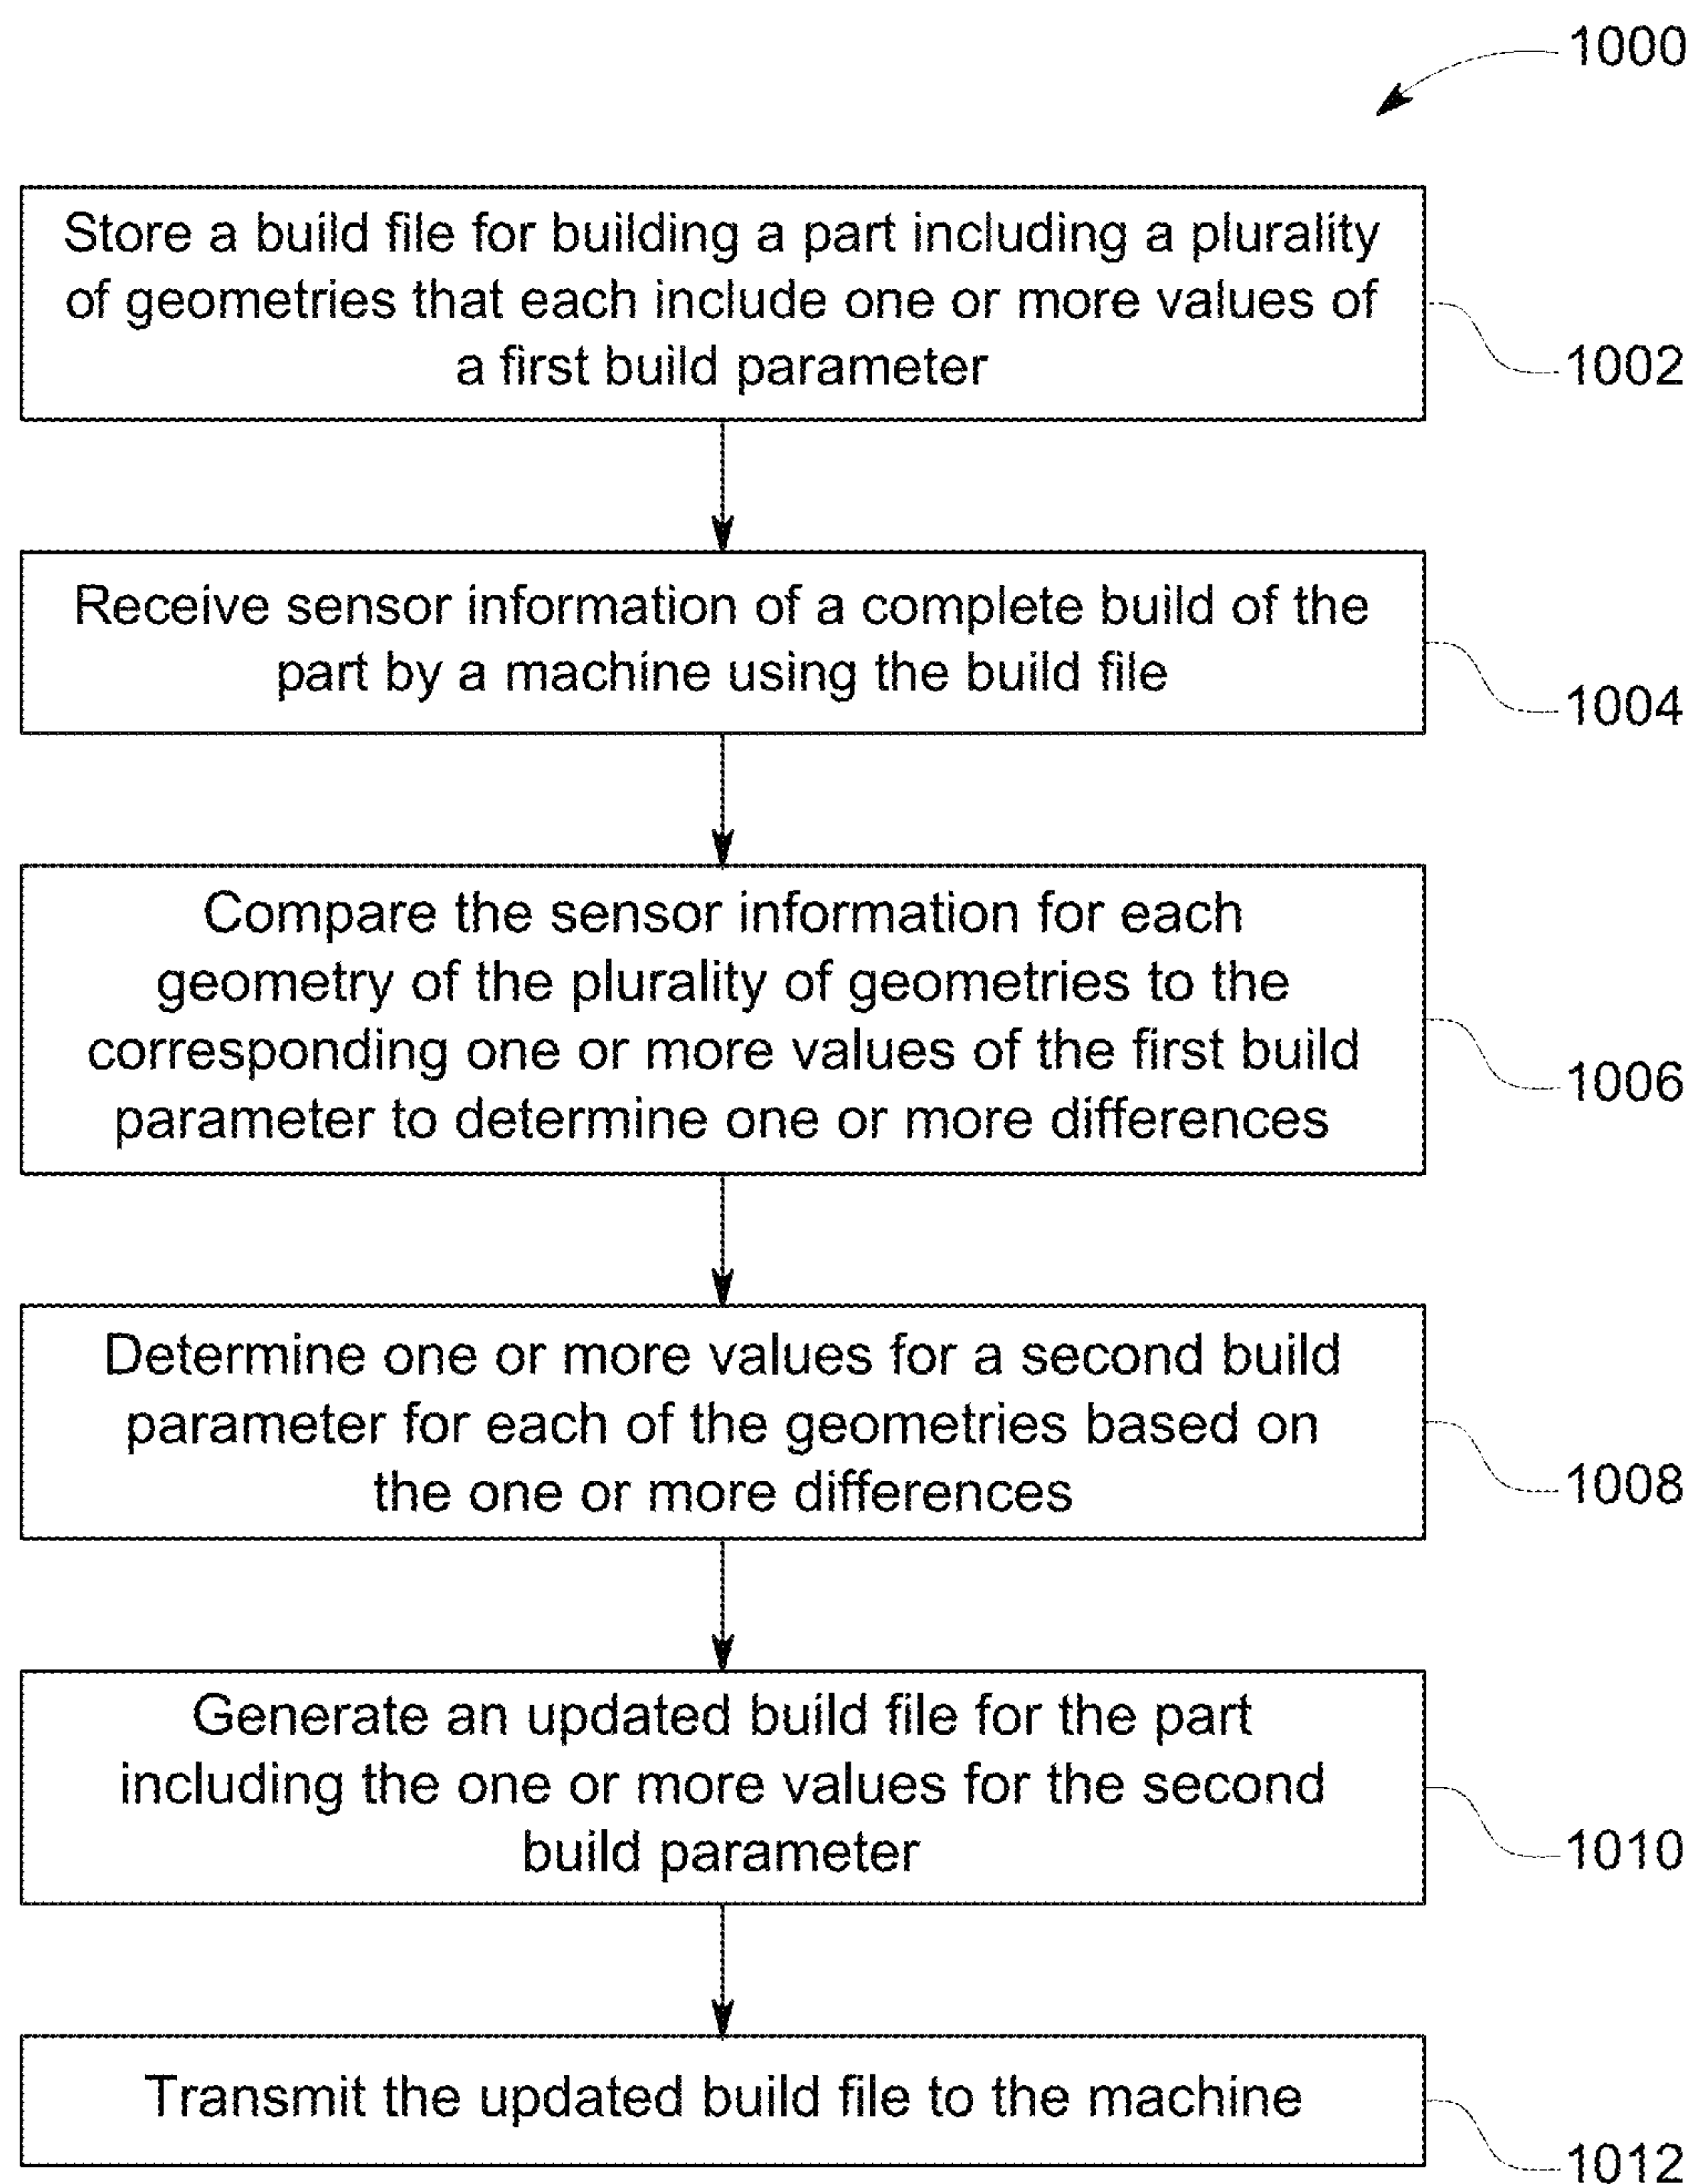 1000
Store a build file for building a part including a plurality
of geometries that each include one or more values of
a first build parameter
1002
Receive sensor information of a complete build of the
part by a machine using the build file
1004
Compare the sensor information for each
geometry of the plurality of geometries to the
corresponding one or more values of the first build
parameter to determine one or more differences
1006
Determine one or more values for a second build
parameter for each of the geometries based on
the one or more differences
1008
Generate an updated build file for the part
including the one or more values for the second
build parameter
1010
Transmit the updated build file to the machine
1012